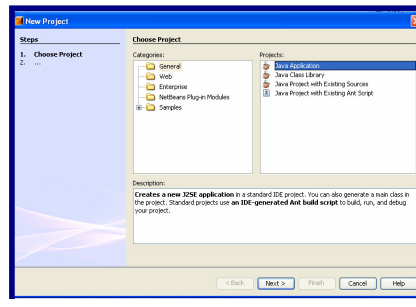 New Project
Steps
1. Choose Project
2. ...
Choose Project
Categories:
General
Web
Enterprise
NetBeans Plug-in Modules
Samples
Projects:
Java Application
Java Class Library
Java Project with Existing Sources
Java Project with Existing Ant Script
Description:
Creates a new J2SE application in a standard IDE project. You can also generate a main class in
the project. Standard projects use an IDE-generated Ant build script to build, run, and debug
your project.
< Back Next > Finish Cancel Help